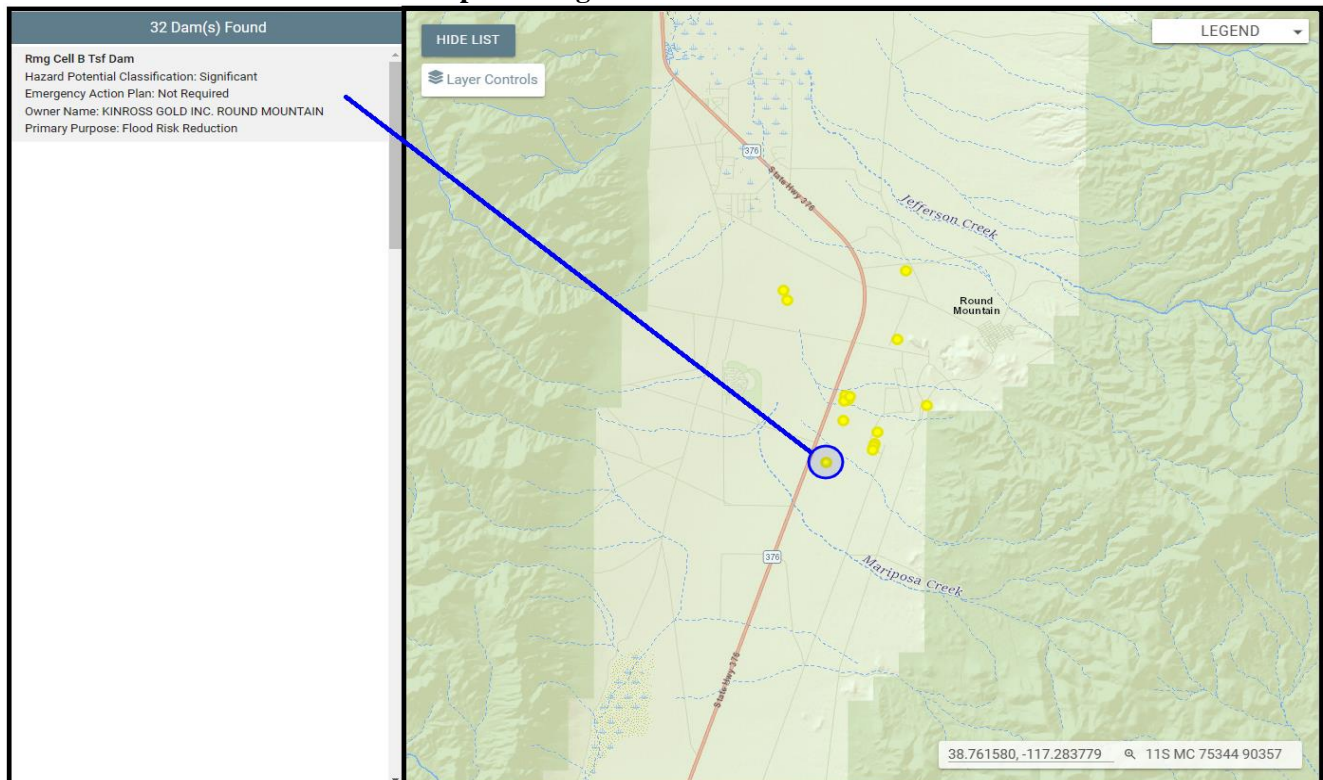 32 Dam(s) Found
Rmg Cell B Tsf Dam
Hazard Potential Classification: Significant
Emergency Action Plan: Not Required
Owner Name: KINROSS GOLD INC. ROUND MOUNTAIN
Primary Purpose: Flood Risk Reduction
HIDE LIST
Layer Controls
LEGEND
376
State Hwy 376
Jefferson Creek
Round
Mountain
376
Mariposa Creek
State Hwy 376
38.761580, -117.283779 11S MC 75344 90357